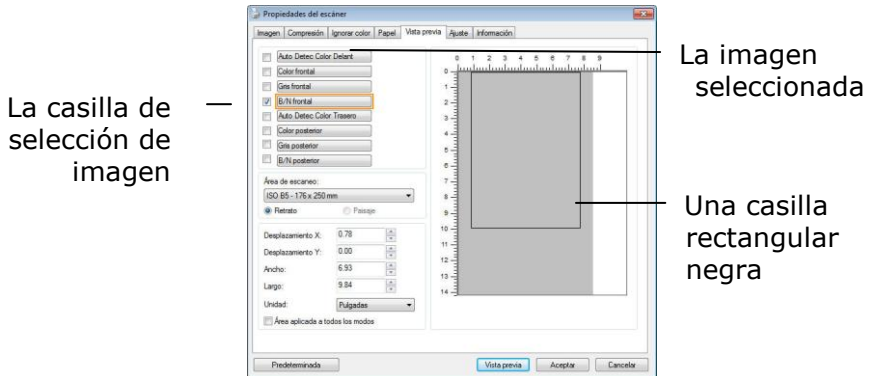 Propiedades del escáner
Imagen Compresión Ignorar color Papel Vista previa Ajuste Información
Auto Detec Color Delant
Color frontal
Gris frontal
B/N frontal
Auto Detec Color Trasero
Color posterior
Gris posterior
B/N posterior
Área de escaneo:
ISO B5 - 176 x 250 mm
Retrato Paisaje
Desplazamiento X: 0.78
Desplazamiento Y: 0.00
Ancho: 6.93
Largo: 9.84
Unidad: Pulgadas
Área aplicada a todos los modos
0 1 2 3 4 5 6 7 8 9
0
1
2
3
4
5
6
7
8
9
10
11
12
13
14
Predeterminada Vista previa Aceptar Cancelar
La casilla de
selección de
imagen
La imagen
seleccionada
Una casilla
rectangular
negra